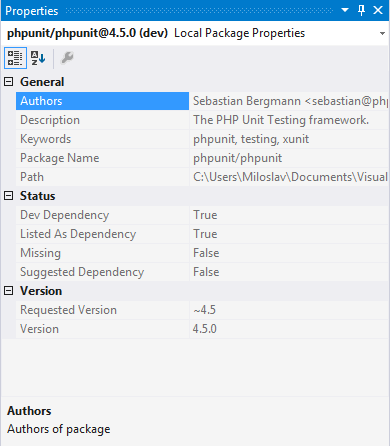 Properties
phpunit/phpunit@4.5.0 (dev) Local Package Properties
General
Authors Sebastian Bergmann <sebastian@php
Description The PHP Unit Testing framework.
Keywords phpunit, testing, xunit
Package Name phpunit/phpunit
Path C:\Users\Miloslav\Documents\Visual
Status
Dev Dependency True
Listed As Dependency True
Missing False
Suggested Dependency False
Version
Requested Version ~4.5
Version 4.5.0
Authors
Authors of package